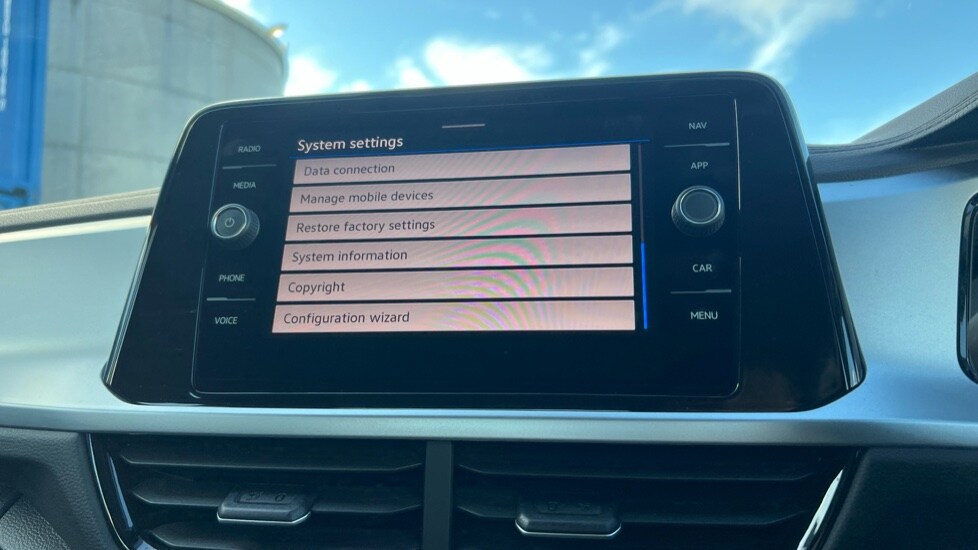 System settings
Data connection
Manage mobile devices
Restore factory settings
System information
Copyright
Configuration wizard
RADIO
MEDIA
PHONE
VOICE
NAV
APP
CAR
MENU